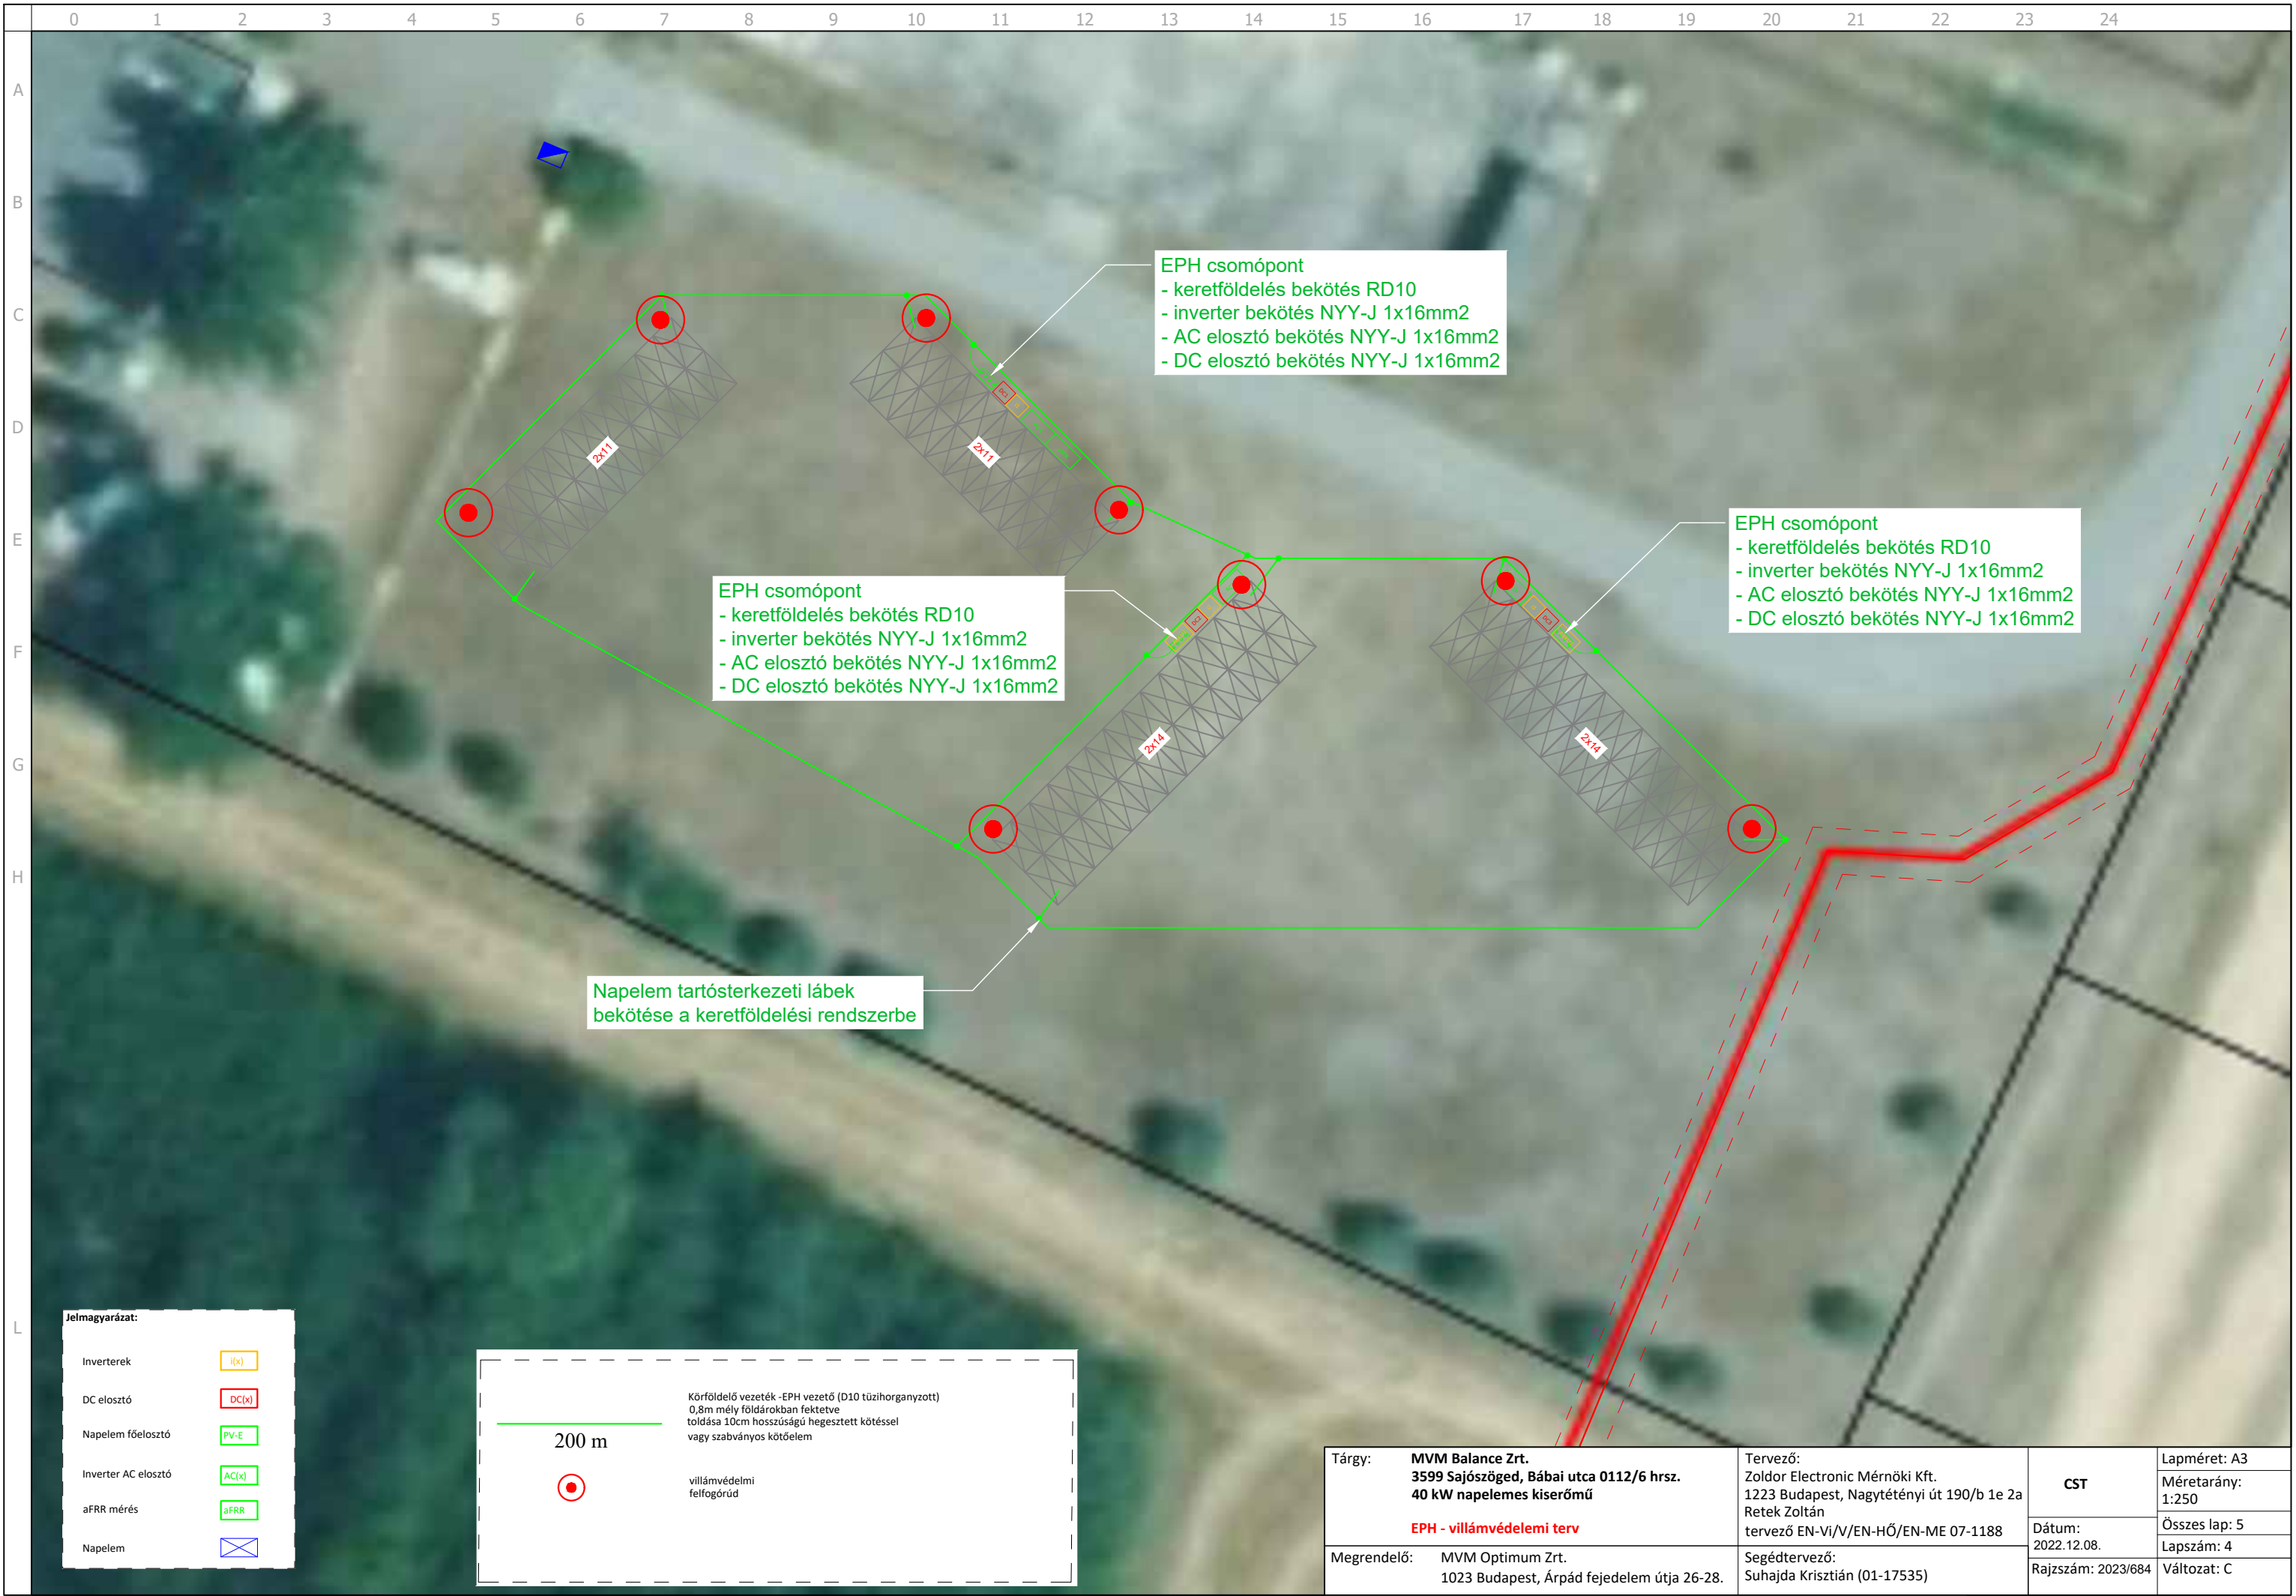 0 1 2 3 4 5 6 7 8 9 10 11 12 13 14 15 16 17 18 19 20 21 22 23 24
A
B
C
D
E
F
G
H
L
EPH csomópont
- keretföldelés bekötés RD10
- inverter bekötés NYY-J 1x16mm2
- AC elosztó bekötés NYY-J 1x16mm2
- DC elosztó bekötés NYY-J 1x16mm2
2x11
2x11
EPH csomópont
- keretföldelés bekötés RD10
- inverter bekötés NYY-J 1x16mm2
- AC elosztó bekötés NYY-J 1x16mm2
- DC elosztó bekötés NYY-J 1x16mm2
EPH csomópont
- keretföldelés bekötés RD10
- inverter bekötés NYY-J 1x16mm2
- AC elosztó bekötés NYY-J 1x16mm2
- DC elosztó bekötés NYY-J 1x16mm2
2x14
2x14
Napelem tartósterkezeti lábek
bekötése a keretföldelési rendszerbe
Jelmagyarázat:
Inverterek i(x)
DC elosztó DC(x)
Napelem főelosztó PV-E
Inverter AC elosztó AC(x)
aFRR mérés aFRR
Napelem
Körföldelő vezeték -EPH vezető (D10 tüzihorganyzott)
0,8m mély földárokban fektetve
toldása 10cm hosszúságú hegesztett kötéssel
vagy szabványos kötőelem
200 m
villámvédelmi
felfogórúd
Tárgy: MVM Balance Zrt.
3599 Sajószöged, Bábai utca 0112/6 hrsz.
40 kW napelemes kiserőmű
EPH - villámvédelemi terv
Megrendelő: MVM Optimum Zrt.
1023 Budapest, Árpád fejedelem útja 26-28.
Tervező:
Zoldor Electronic Mérnöki Kft.
1223 Budapest, Nagytétényi út 190/b 1e 2a
Retek Zoltán
tervező EN-Vi/V/EN-HŐ/EN-ME 07-1188
Segédtervező:
Suhajda Krisztián (01-17535)
CST
Dátum:
2022.12.08.
Rajzszám: 2023/684
Lapméret: A3
Méretarány:
1:250
Összes lap: 5
Lapszám: 4
Változat: C